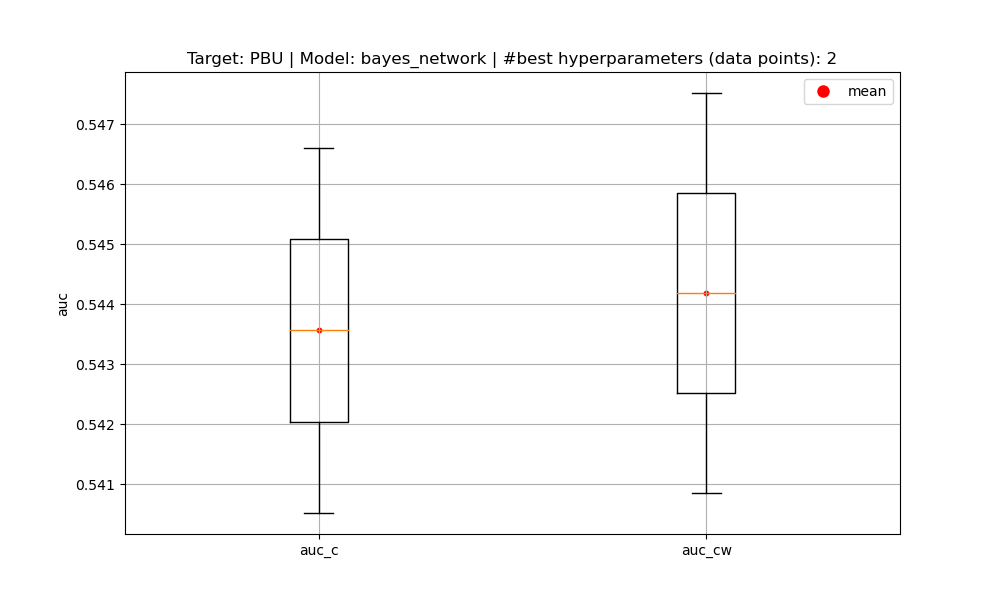 Target: PBU | Model: bayes_network | #best hyperparameters (data points): 2
mean
0.547
0.546
0.545
0.544
0.543
0.542
0.541
auc
auc_c
auc_cw